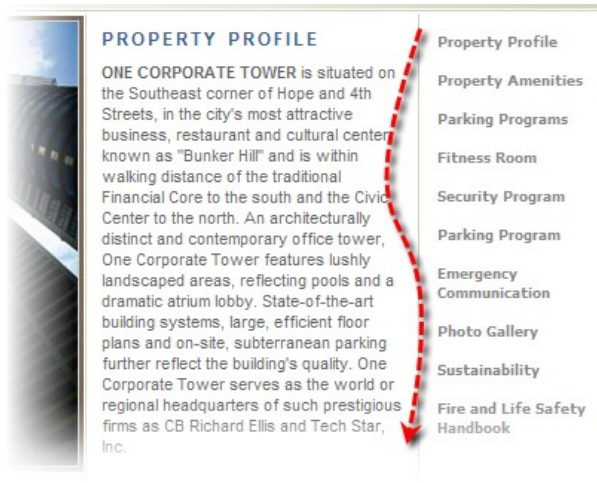 PROPERTY PROFILE
ONE CORPORATE TOWER is situated on
the Southeast corner of Hope and 4th
Streets, in the city's most attractive
business, restaurant and cultural center
known as "Bunker Hill" and is within
walking distance of the traditional
Financial Core to the south and the Civic
Center to the north. An architecturally
distinct and contemporary office tower,
One Corporate Tower features lushly
landscaped areas, reflecting pools and a
dramatic atrium lobby. State-of-the-art
building systems, large, efficient floor
plans and on-site, subterranean parking
further reflect the building's quality. One
Corporate Tower serves as the world or
regional headquarters of such prestigious
firms as CB Richard Ellis and Tech Star,
Inc.
Property Profile
Property Amenities
Parking Programs
Fitness Room
Security Program
Parking Program
Emergency
Communication
Photo Gallery
Sustainability
Fire and Life Safety
Handbook